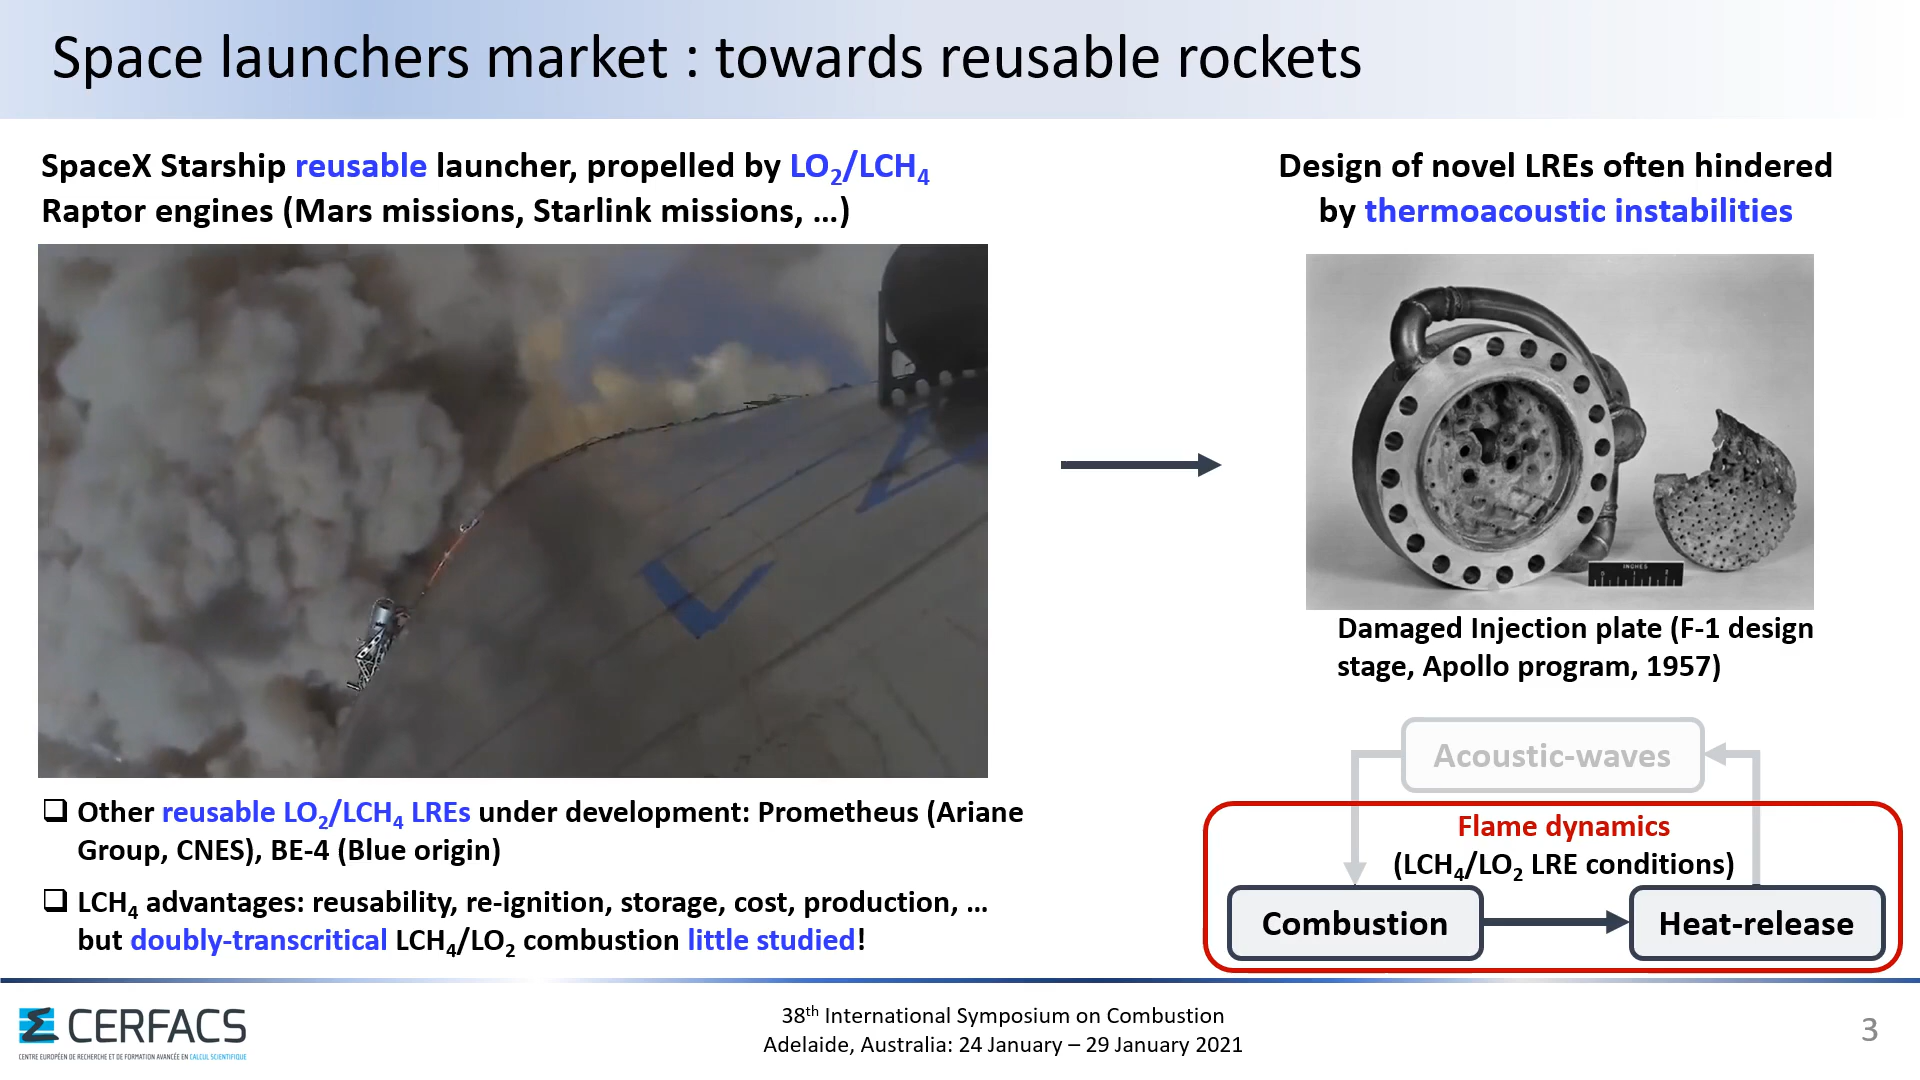 Space launchers market : towards reusable rockets
SpaceX Starship reusable launcher, propelled by LO₂/LCH₄
Raptor engines (Mars missions, Starlink missions, …)
Design of novel LREs often hindered
by thermoacoustic instabilities
INCHES
0 1 2
Damaged Injection plate (F-1 design
stage, Apollo program, 1957)
❑ Other reusable LO₂/LCH₄ LREs under development: Prometheus (Ariane
Group, CNES), BE-4 (Blue origin)
❑ LCH₄ advantages: reusability, re-ignition, storage, cost, production, …
but doubly-transcritical LCH₄/LO₂ combustion little studied!
Acoustic-waves
Flame dynamics
(LCH₄/LO₂ LRE conditions)
Combustion
Heat-release
CERFACS
CENTRE EUROPÉEN DE RECHERCHE ET DE FORMATION AVANCÉE EN CALCUL SCIENTIFIQUE
38th International Symposium on Combustion
Adelaide, Australia: 24 January – 29 January 2021
3